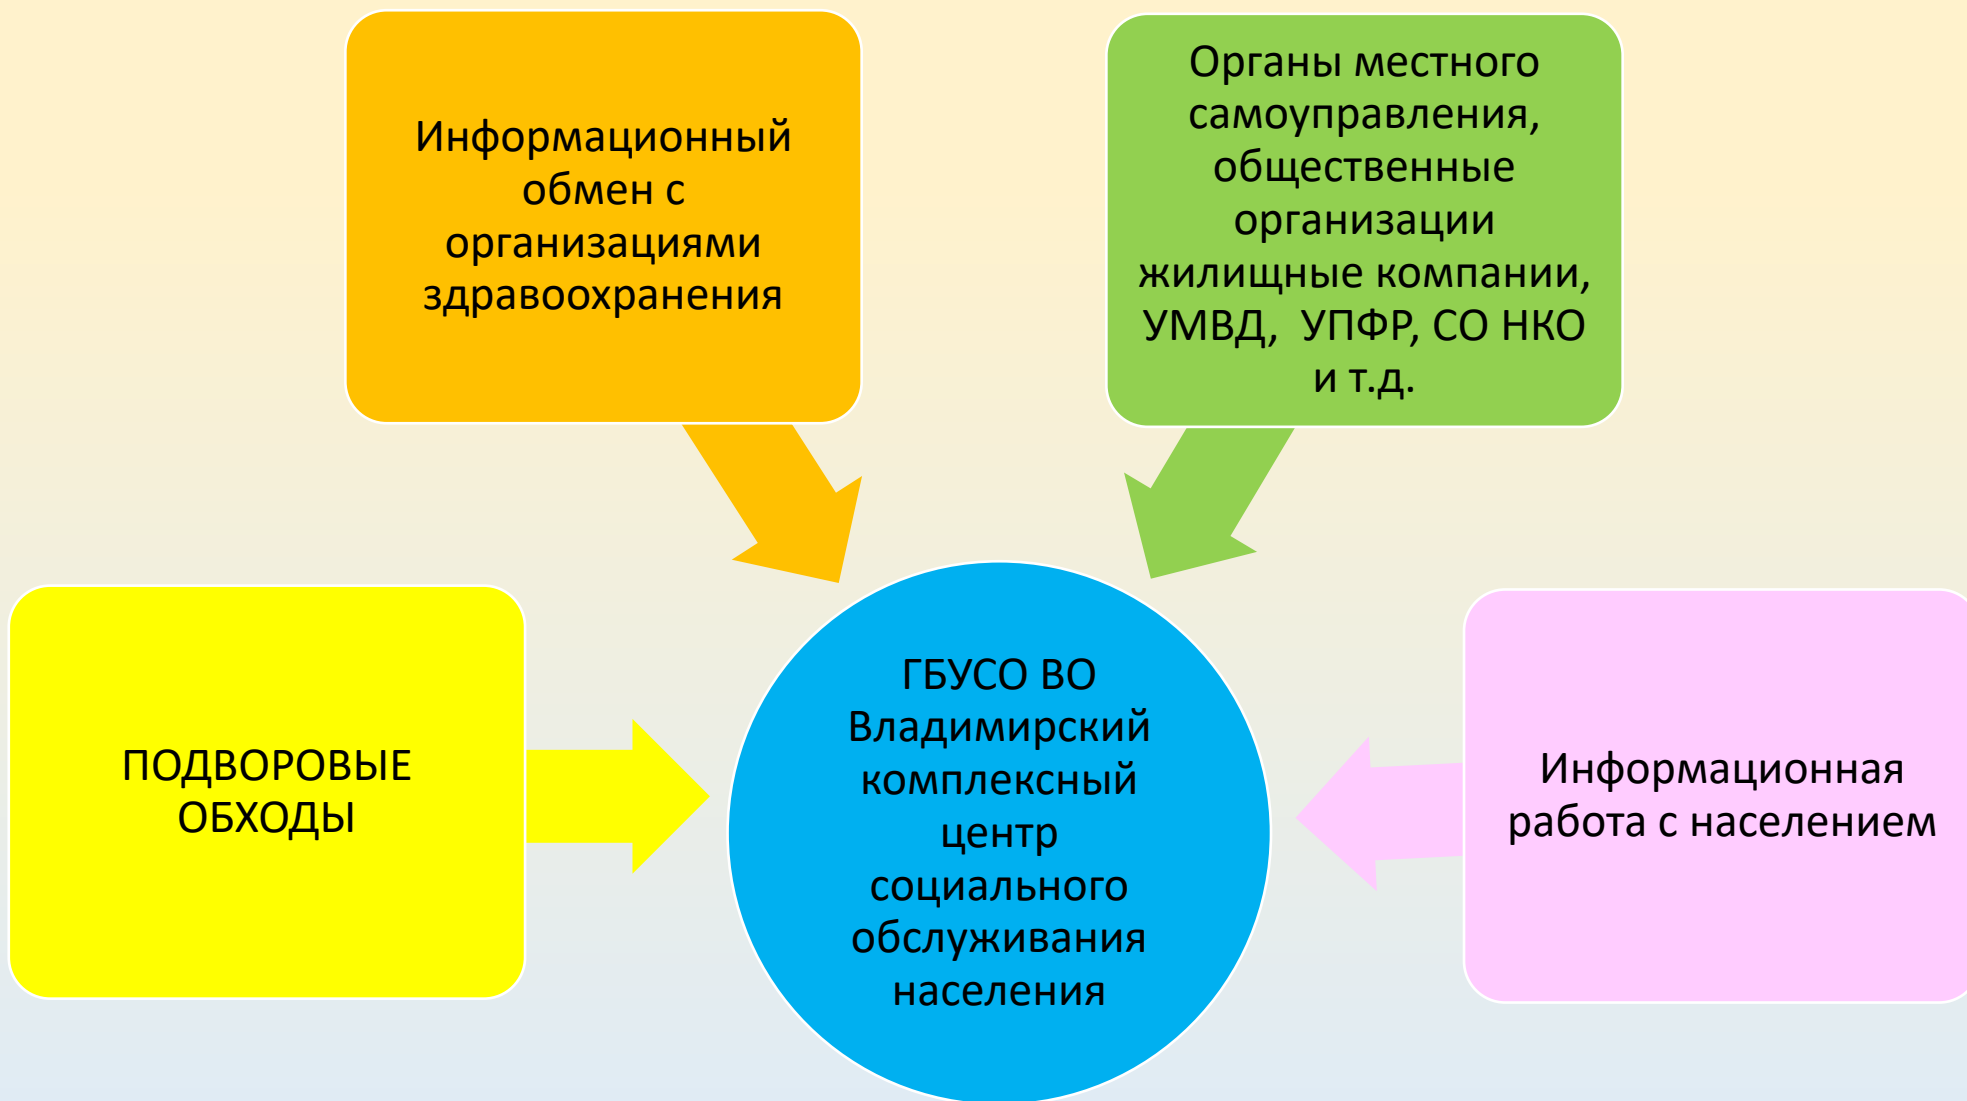 Информационный
обмен с
организациями
здравоохранения
Органы местного
самоуправления,
общественные
организации
жилищные компании,
УМВД,  УПФР, СО НКО
и т.д.
ПОДВОРОВЫЕ
ОБХОДЫ
ГБУСО ВО
Владимирский
комплексный
центр
социального
обслуживания
населения
Информационная
работа с населением